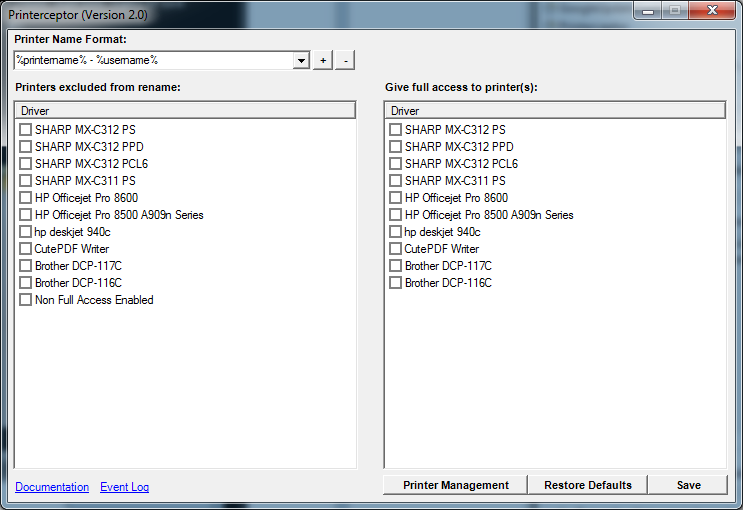 Printerceptor (Version 2.0)
Printer Name Format:
%printername% - %username%
+
-
Printers excluded from rename:
Driver
SHARP MX-C312 PS
SHARP MX-C312 PPD
SHARP MX-C312 PCL6
SHARP MX-C311 PS
HP Officejet Pro 8600
HP Officejet Pro 8500 A909n Series
hp deskjet 940c
CutePDF Writer
Brother DCP-117C
Brother DCP-116C
Non Full Access Enabled
Give full access to printer(s):
Driver
SHARP MX-C312 PS
SHARP MX-C312 PPD
SHARP MX-C312 PCL6
SHARP MX-C311 PS
HP Officejet Pro 8600
HP Officejet Pro 8500 A909n Series
hp deskjet 940c
CutePDF Writer
Brother DCP-117C
Brother DCP-116C
Documentation Event Log
Printer Management Restore Defaults Save